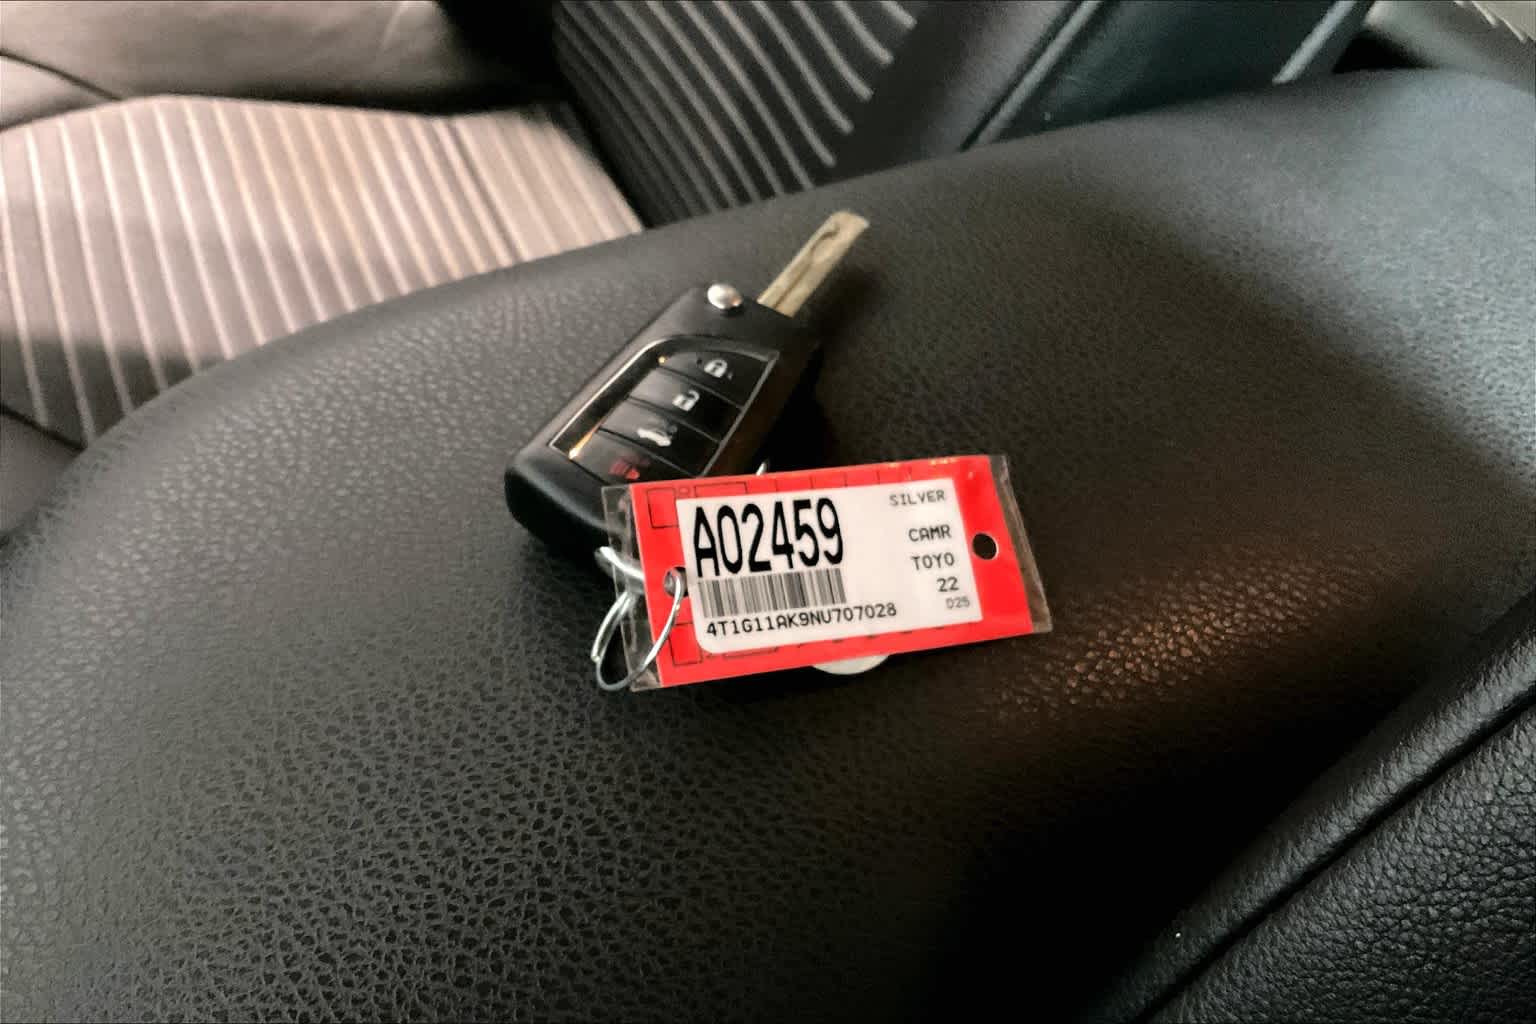 A02459
4T1G11AK9NU707028
SILVER
CAMR
TOYO
22
D25